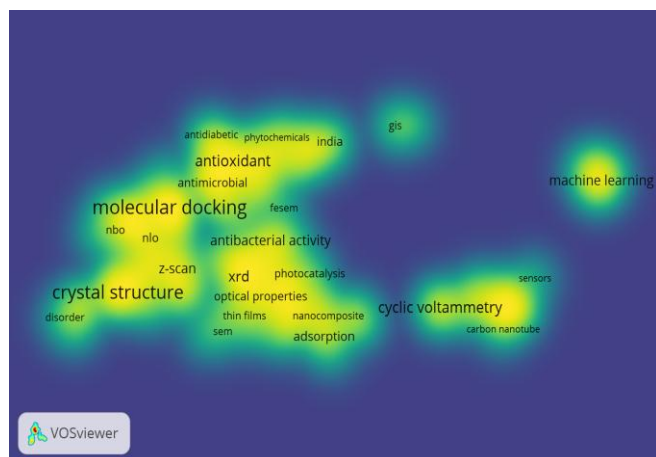 gis
antidiabetic
phytochemicals
india
antioxidant
antimicrobial
machine learning
molecular docking
fesem
nbo
nlo
antibacterial activity
z-scan
xrd
photocatalysis
sensors
crystal structure
optical properties
cyclic voltammetry
disorder
thin films
nanocomposite
sem
adsorption
carbon nanotube
VOSviewer